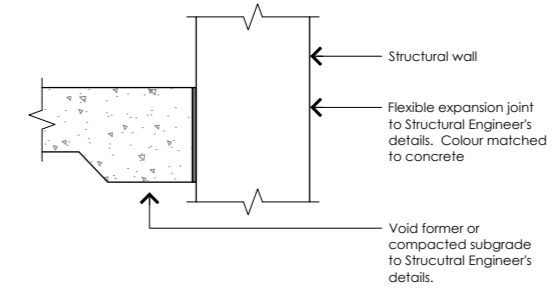 Structural wall
Flexible expansion joint
to Structural Engineer's
details.  Colour matched
to concrete
Void former or
compacted subgrade
to Strucutral Engineer's
details.